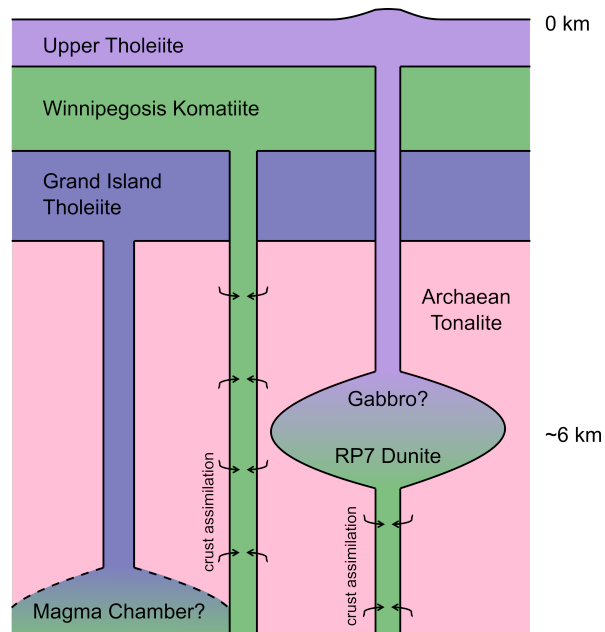 0 km
Upper Tholeiite
Winnipegosis Komatiite
Grand Island
Tholeiite
Archaean
Tonalite
Gabbro?
~6 km
RP7 Dunite
crust assimilation
crust assimilation
Magma Chamber?